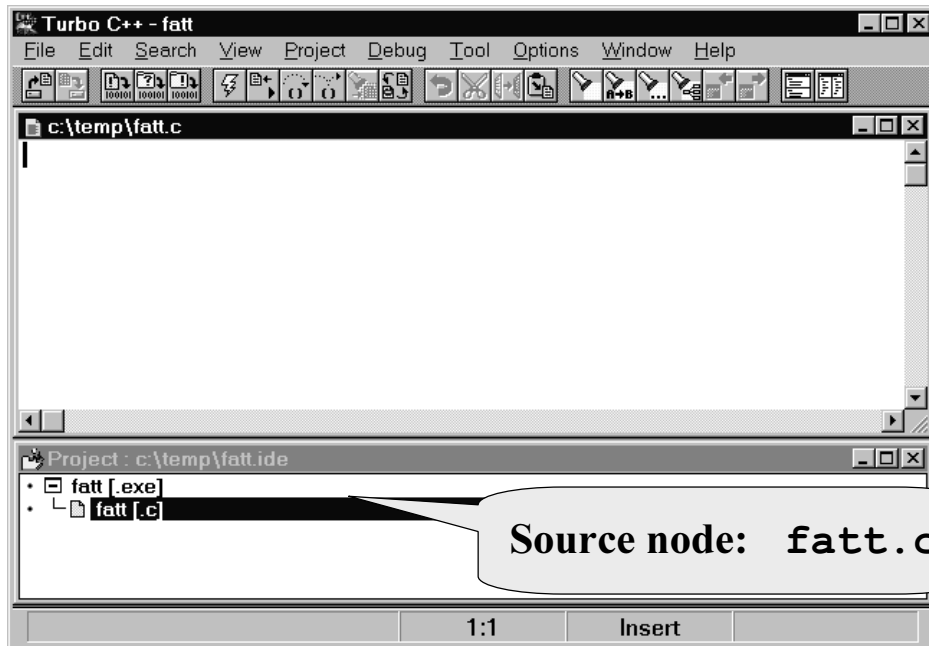 Turbo C++ - fatt
File Edit Search View Project Debug Tool Options Window Help
c:\temp\fatt.c
Project : c:\temp\fatt.ide
fatt [.exe]
fatt [.c]
Source node: fatt.c
1:1 Insert